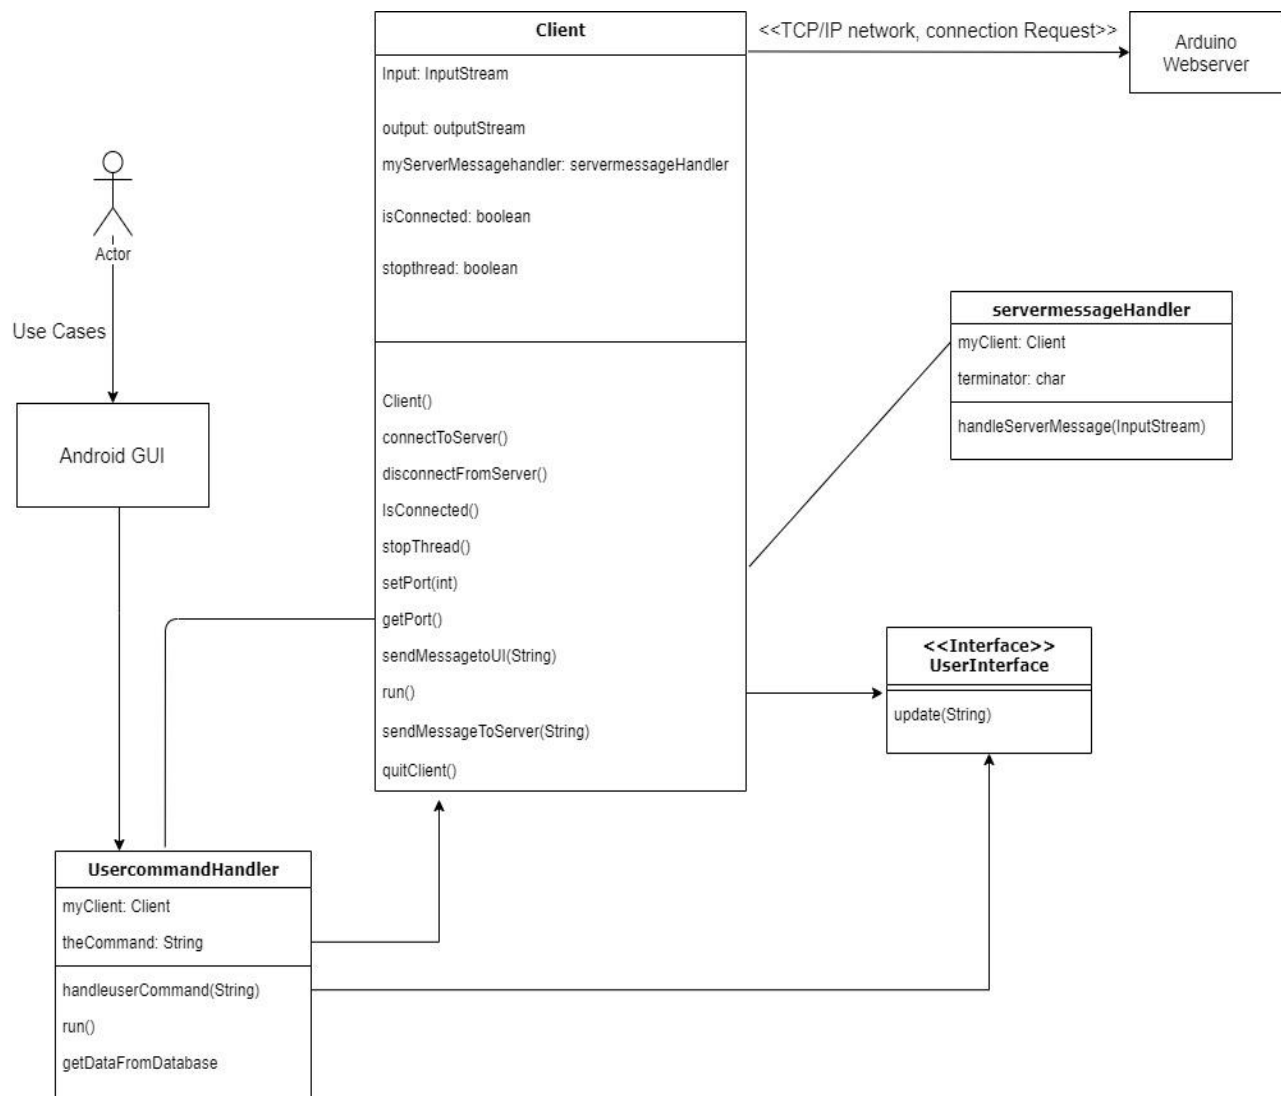 Client
<<TCP/IP network, connection Request>>
Arduino
Webserver
Input: InputStream
output: outputStream
myServerMessagehandler: servermessageHandler
isConnected: boolean
stopthread: boolean
Actor
Use Cases
Android GUI
servermessageHandler
myClient: Client
terminator: char
handleServerMessage(InputStream)
Client()
connectToServer()
disconnectFromServer()
IsConnected()
stopThread()
setPort(int)
getPort()
sendMessagetoUI(String)
run()
sendMessageToServer(String)
quitClient()
<<Interface>>
UserInterface
update(String)
UsercommandHandler
myClient: Client
theCommand: String
handleuserCommand(String)
run()
getDataFromDatabase